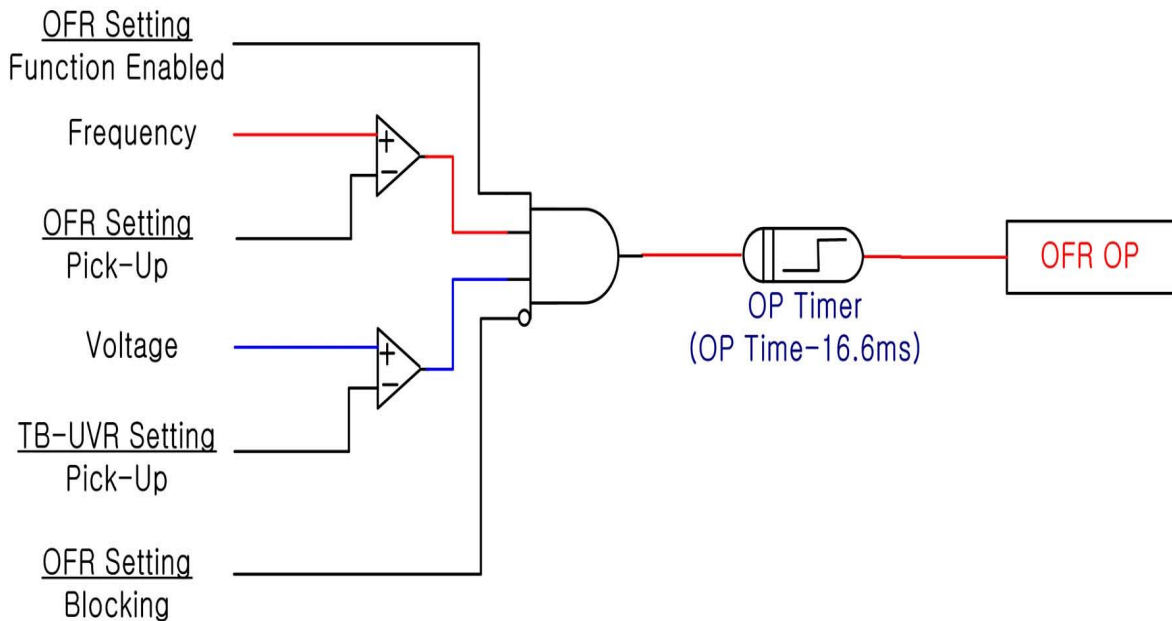 OFR Setting
Function Enabled
Frequency
+
−
OFR Setting
Pick-Up
Voltage
+
−
TB-UVR Setting
Pick-Up
OFR Setting
Blocking
OP Timer
(OP Time-16.6ms)
OFR OP